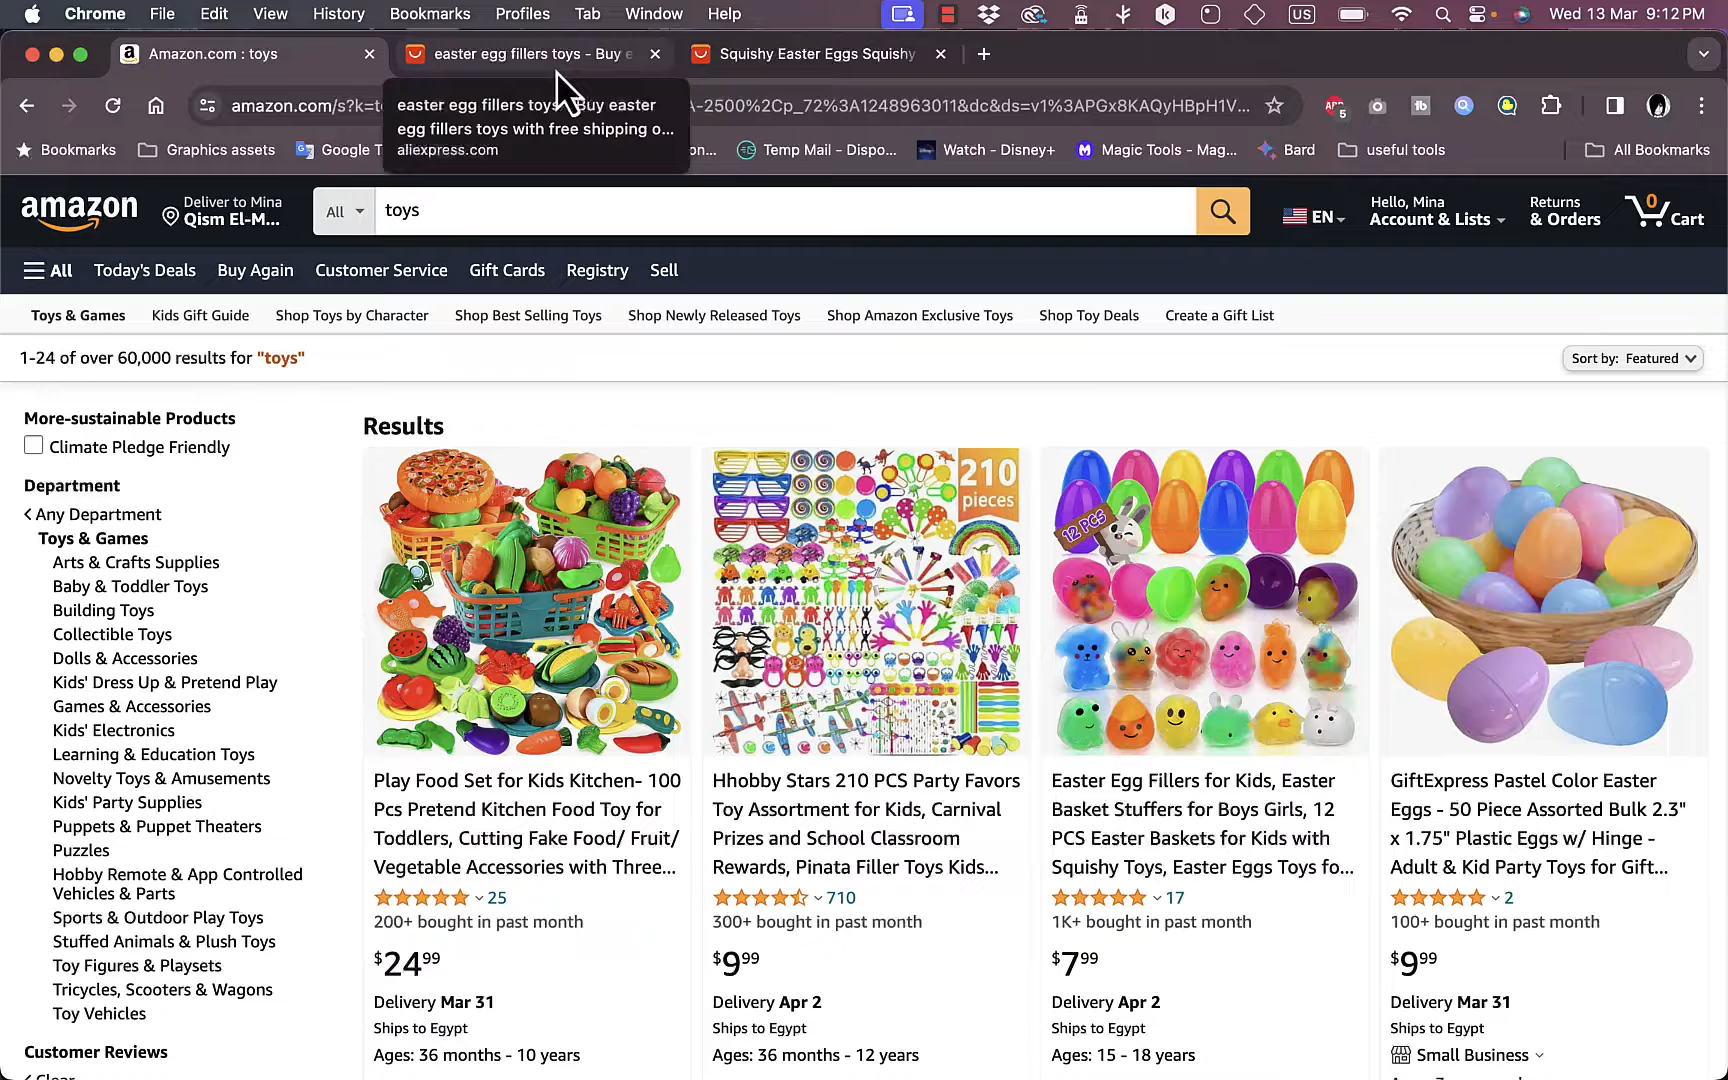 Chrome File Edit View History Bookmarks Profiles Tab Window Help US Wed 13 Mar 9:12 PM
Amazon.com : toys easter egg fillers toys - Buy e Squishy Easter Eggs Squishy
amazon.com/s?k=t A-2500%2Cp_72%3A1248963011&dc&ds=v1%3APGx8KAQyHBpH1V... 5
easter egg fillers toys Buy easter
egg fillers toys with free shipping o...
aliexpress.com
Bookmarks Graphics assets Google T on... Temp Mail - Dispo... Watch - Disney+ Magic Tools - Mag... Bard useful tools All Bookmarks
amazon
Deliver to Mina
Qism El-M...
All
toys
EN
Hello, Mina
Account & Lists
Returns
& Orders
0
Cart
All Today's Deals Buy Again Customer Service Gift Cards Registry Sell
Toys & Games Kids Gift Guide Shop Toys by Character Shop Best Selling Toys Shop Newly Released Toys Shop Amazon Exclusive Toys Shop Toy Deals Create a Gift List
1-24 of over 60,000 results for "toys"
Sort by: Featured
More-sustainable Products
Climate Pledge Friendly
Department
Any Department
Toys & Games
Arts & Crafts Supplies
Baby & Toddler Toys
Building Toys
Collectible Toys
Dolls & Accessories
Kids' Dress Up & Pretend Play
Games & Accessories
Kids' Electronics
Learning & Education Toys
Novelty Toys & Amusements
Kids' Party Supplies
Puppets & Puppet Theaters
Puzzles
Hobby Remote & App Controlled
Vehicles & Parts
Sports & Outdoor Play Toys
Stuffed Animals & Plush Toys
Toy Figures & Playsets
Tricycles, Scooters & Wagons
Toy Vehicles
Customer Reviews
Clear
Results
Play Food Set for Kids Kitchen- 100
Pcs Pretend Kitchen Food Toy for
Toddlers, Cutting Fake Food/ Fruit/
Vegetable Accessories with Three...
25
200+ bought in past month
$24.99
Delivery Mar 31
Ships to Egypt
Ages: 36 months - 10 years
210
pieces
Hhobby Stars 210 PCS Party Favors
Toy Assortment for Kids, Carnival
Prizes and School Classroom
Rewards, Pinata Filler Toys Kids...
710
300+ bought in past month
$9.99
Delivery Apr 2
Ships to Egypt
Ages: 36 months - 12 years
12 PCS
Easter Egg Fillers for Kids, Easter
Basket Stuffers for Boys Girls, 12
PCS Easter Baskets for Kids with
Squishy Toys, Easter Eggs Toys fo...
17
1K+ bought in past month
$7.99
Delivery Apr 2
Ships to Egypt
Ages: 15 - 18 years
GiftExpress Pastel Color Easter
Eggs - 50 Piece Assorted Bulk 2.3"
x 1.75" Plastic Eggs w/ Hinge -
Adult & Kid Party Toys for Gift...
2
100+ bought in past month
$9.99
Delivery Mar 31
Ships to Egypt
Small Business